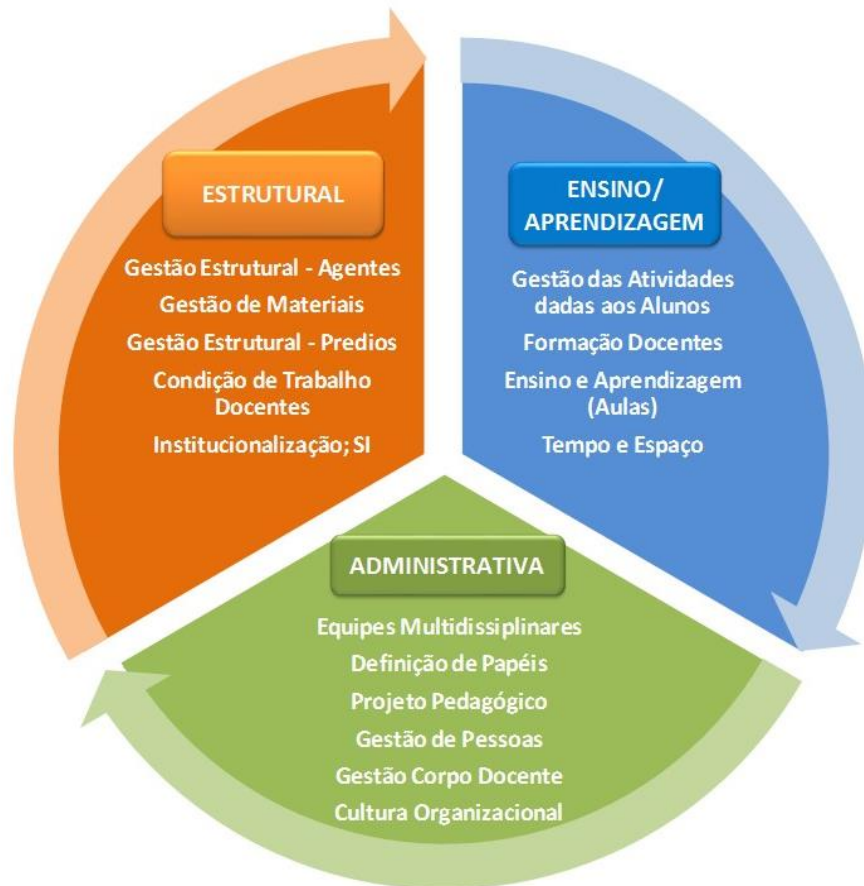 ESTRUTURAL
Gestão Estrutural - Agentes
Gestão de Materiais
Gestão Estrutural - Predios
Condição de Trabalho
Docentes
Institucionalização; SI
ENSINO/
APRENDIZAGEM
Gestão das Atividades
dadas aos Alunos
Formação Docentes
Ensino e Aprendizagem
(Aulas)
Tempo e Espaço
ADMINISTRATIVA
Equipes Multidissiplinares
Definição de Papéis
Projeto Pedagógico
Gestão de Pessoas
Gestão Corpo Docente
Cultura Organizacional